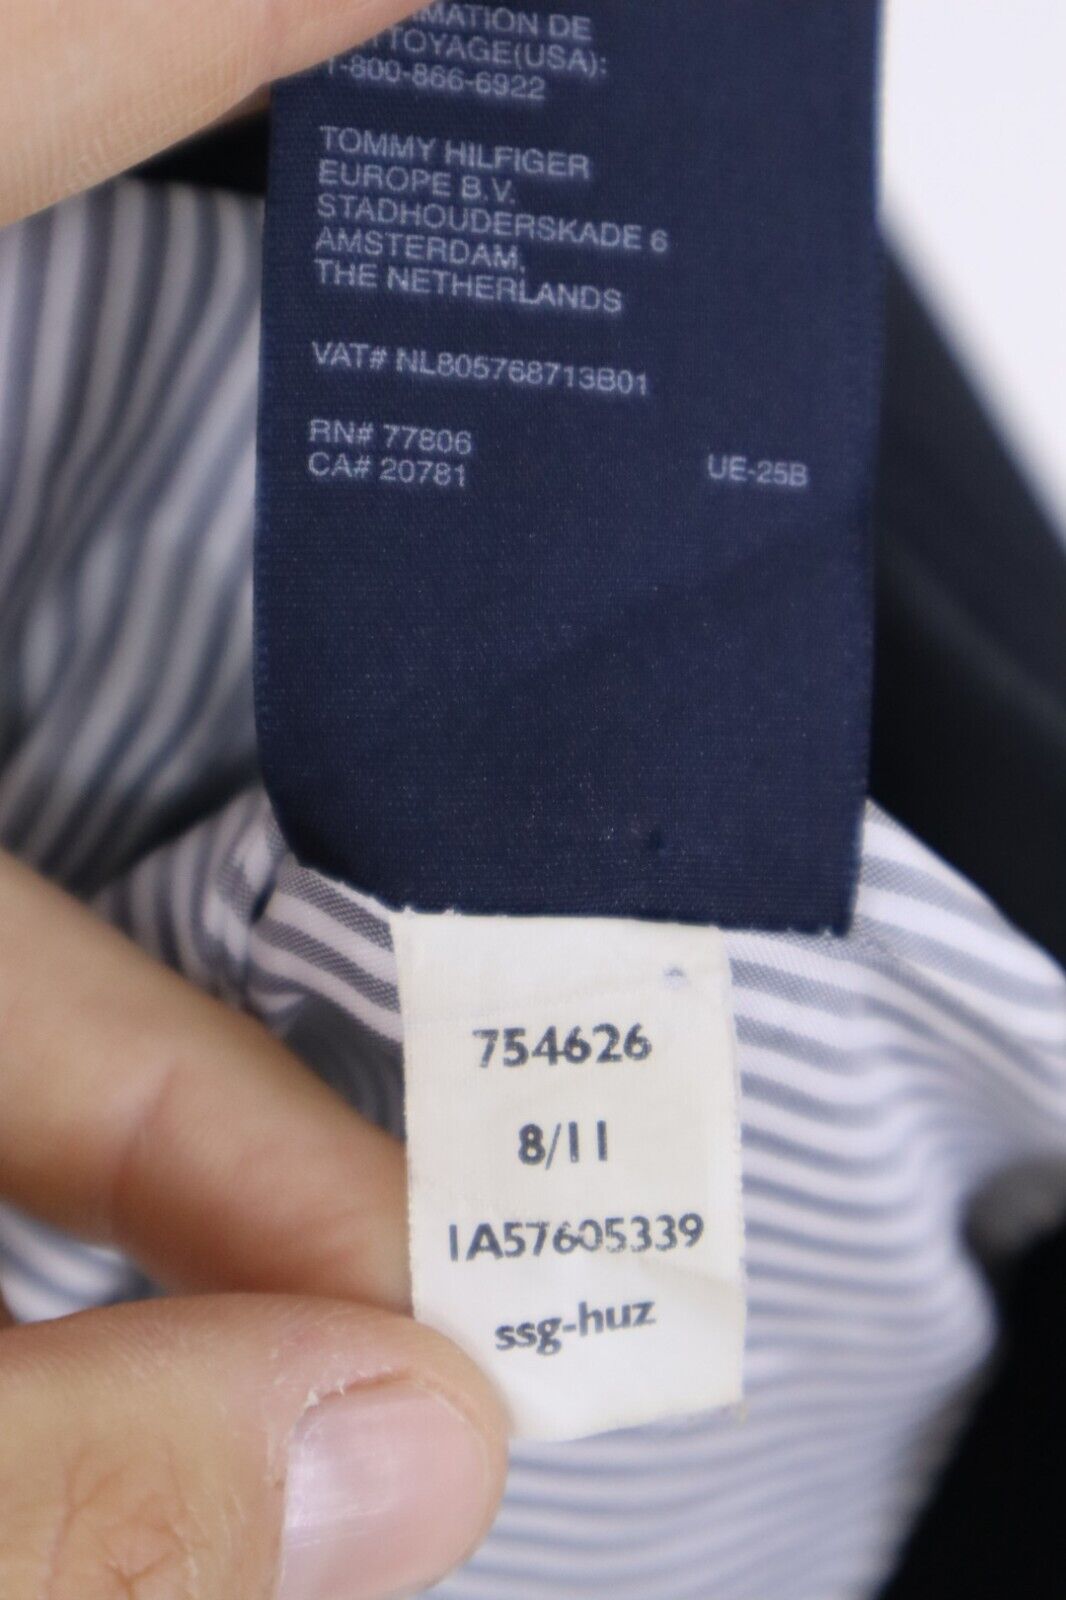 DE
(USA):
1-800-866-6922
TOMMY HILFIGER
EUROPE B.V.
STADHOUDERSKADE 6
AMSTERDAM,
THE NETHERLANDS
VAT# NL805768713B01
RN# 77806
CA# 20781 UE-25B
754626
8/11
1A57605339
ssg-huz